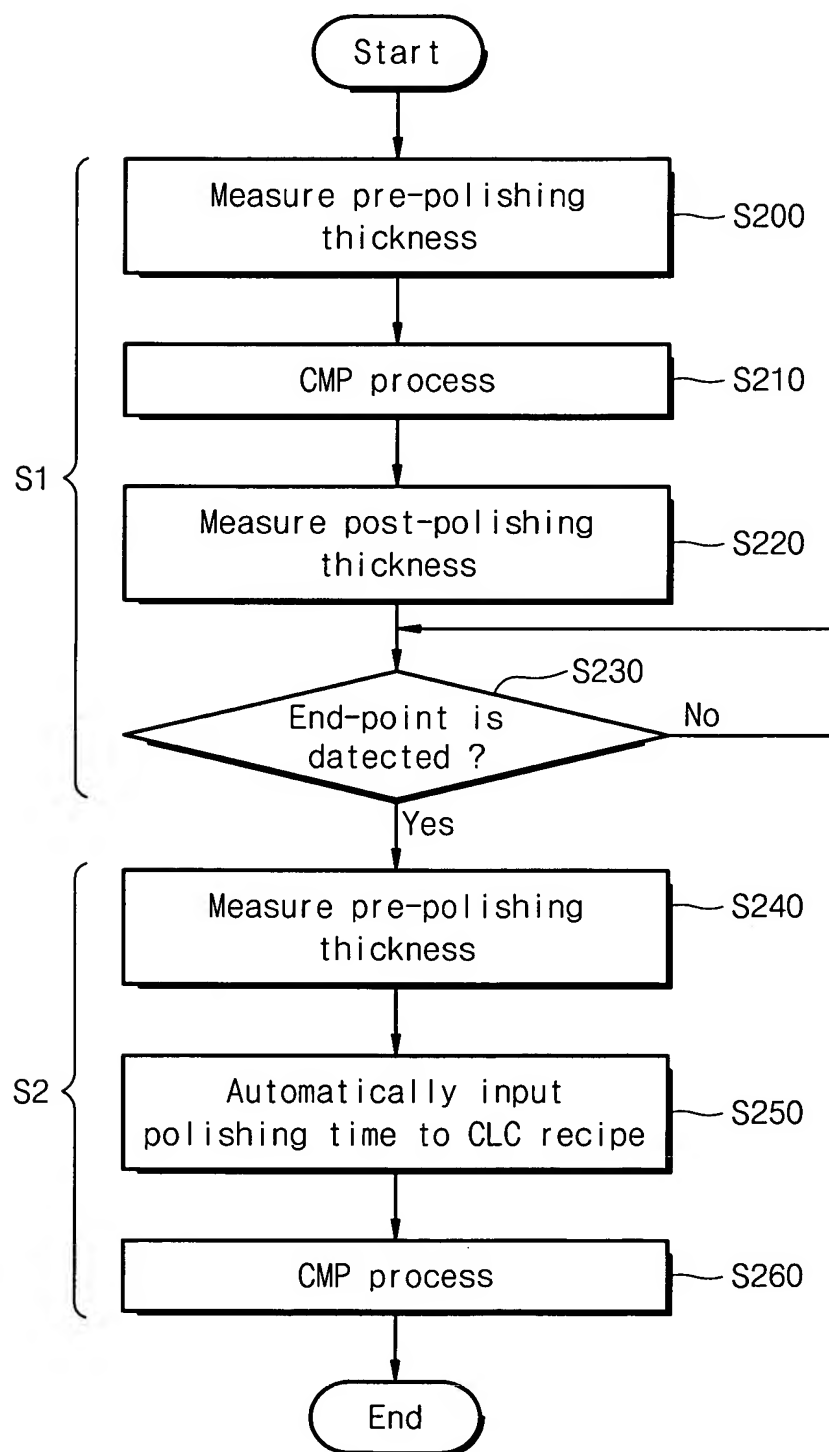 Start
Measure pre-polishing
thickness
S200
CMP process
S210
S1
Measure post-polishing
thickness
S220
S230
End-point is
datected ?
No
Yes
Measure pre-polishing
thickness
S240
S2
Automatically input
polishing time to CLC recipe
S250
CMP process
S260
End